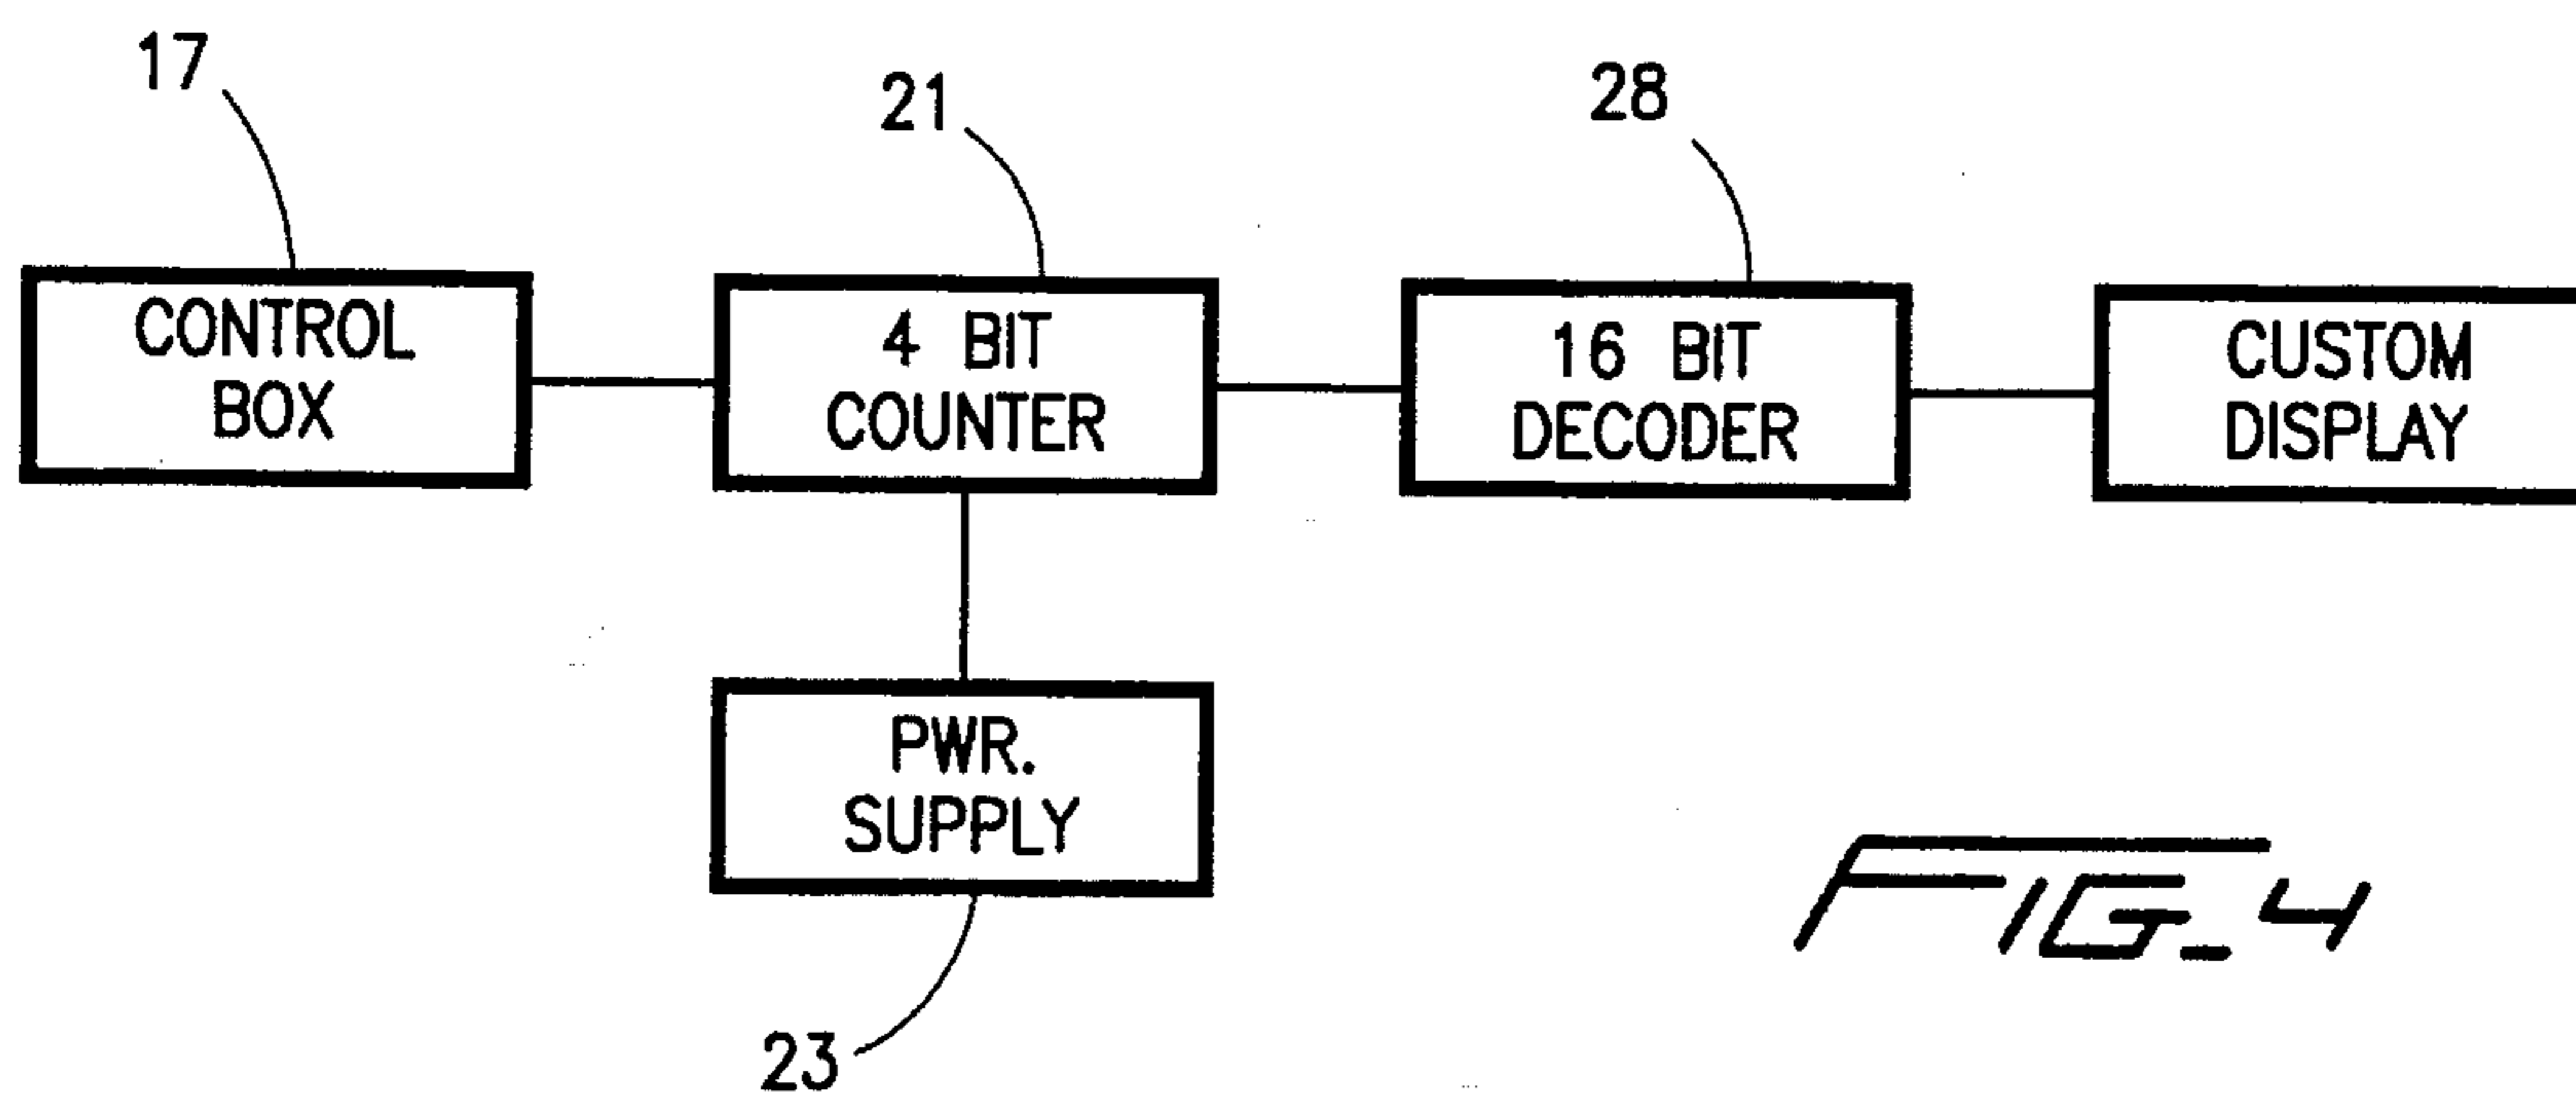 17
21
28
CONTROL
BOX
4 BIT
COUNTER
16 BIT
DECODER
CUSTOM
DISPLAY
PWR.
SUPPLY
23
FIG_4